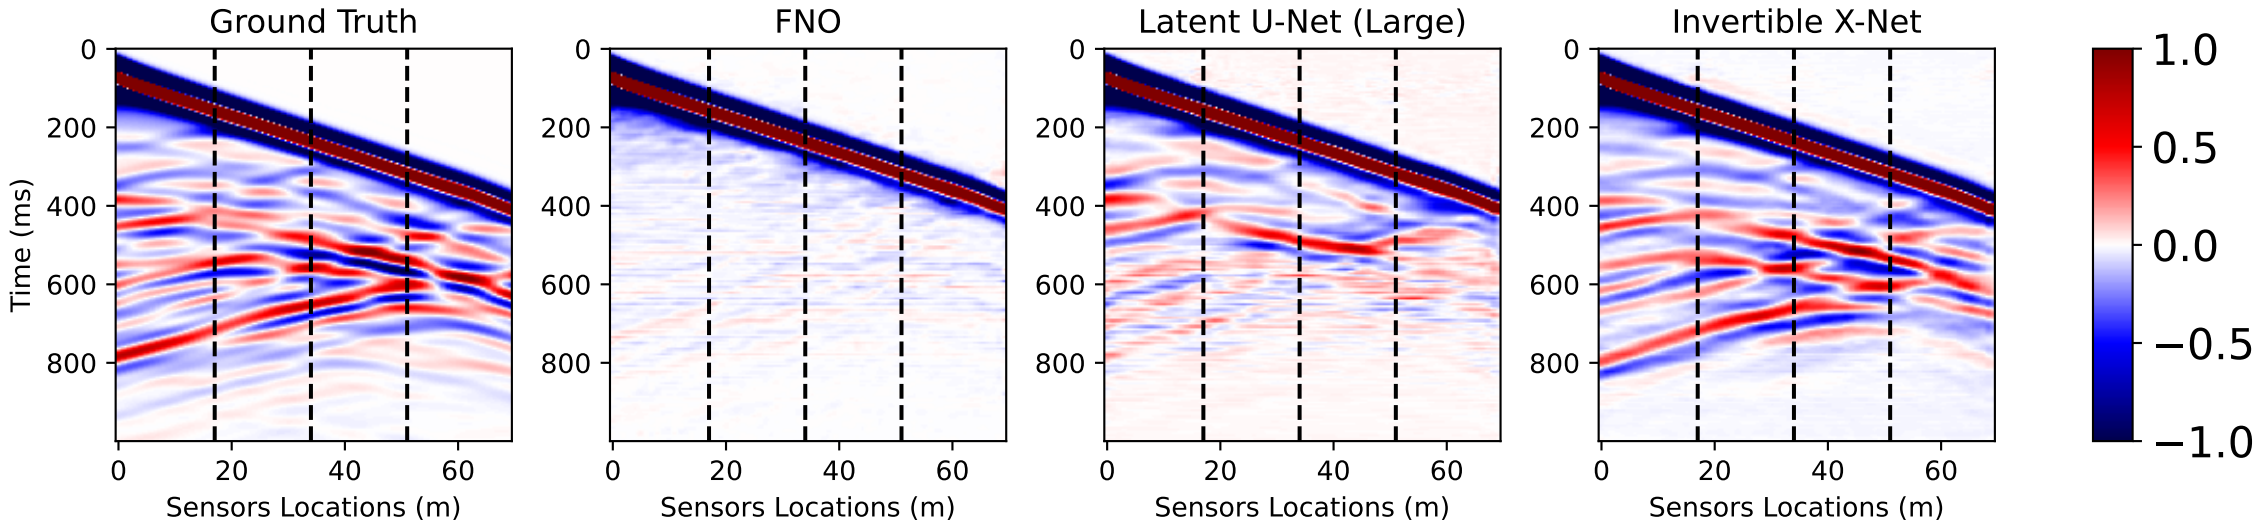 Ground Truth
FNO
Latent U-Net (Large)
Invertible X-Net
0
200
400
600
800
0
200
400
600
800
0
200
400
600
800
0
200
400
600
800
Time (ms)
0 20 40 60
0 20 40 60
0 20 40 60
0 20 40 60
Sensors Locations (m)
Sensors Locations (m)
Sensors Locations (m)
Sensors Locations (m)
1.0
0.5
0.0
−0.5
−1.0